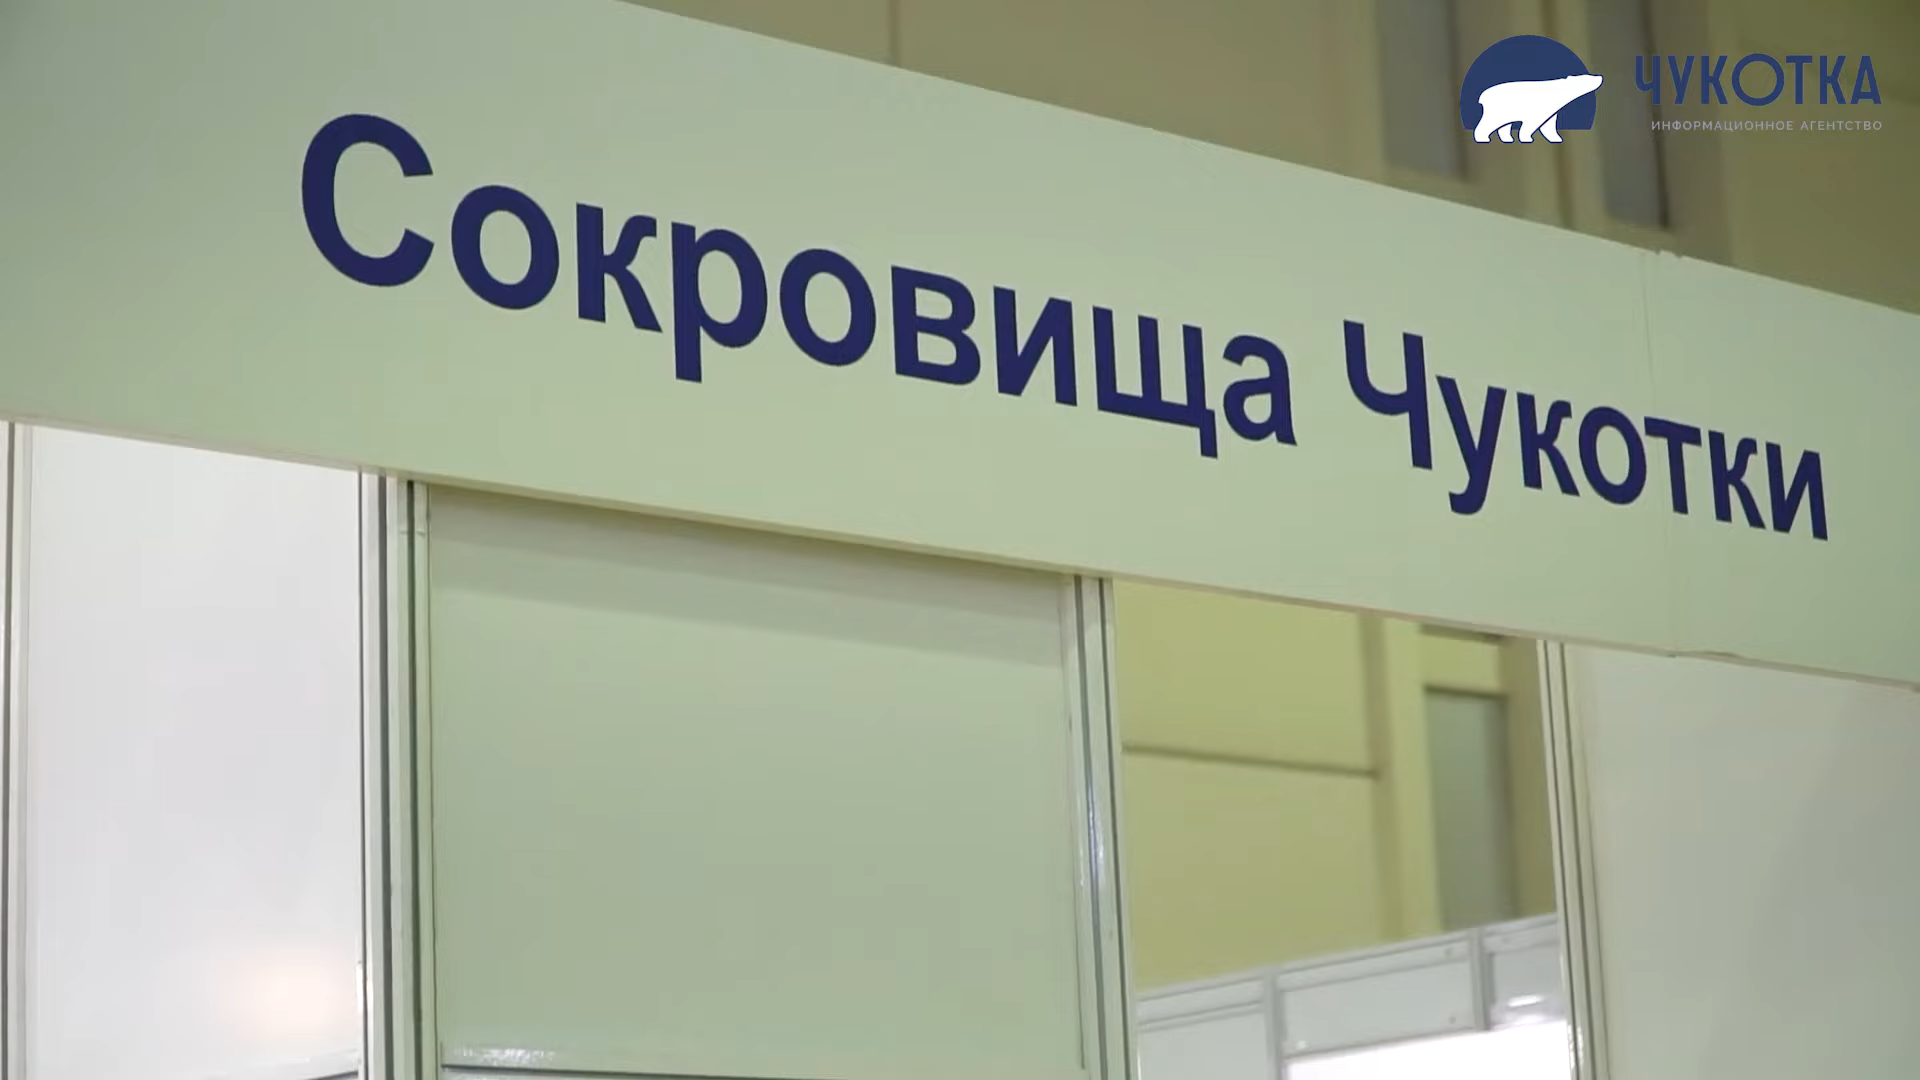 ЧУКОТКА
ИНФОРМАЦИОННОЕ АГЕНТСТВО
Сокровища Чукотки